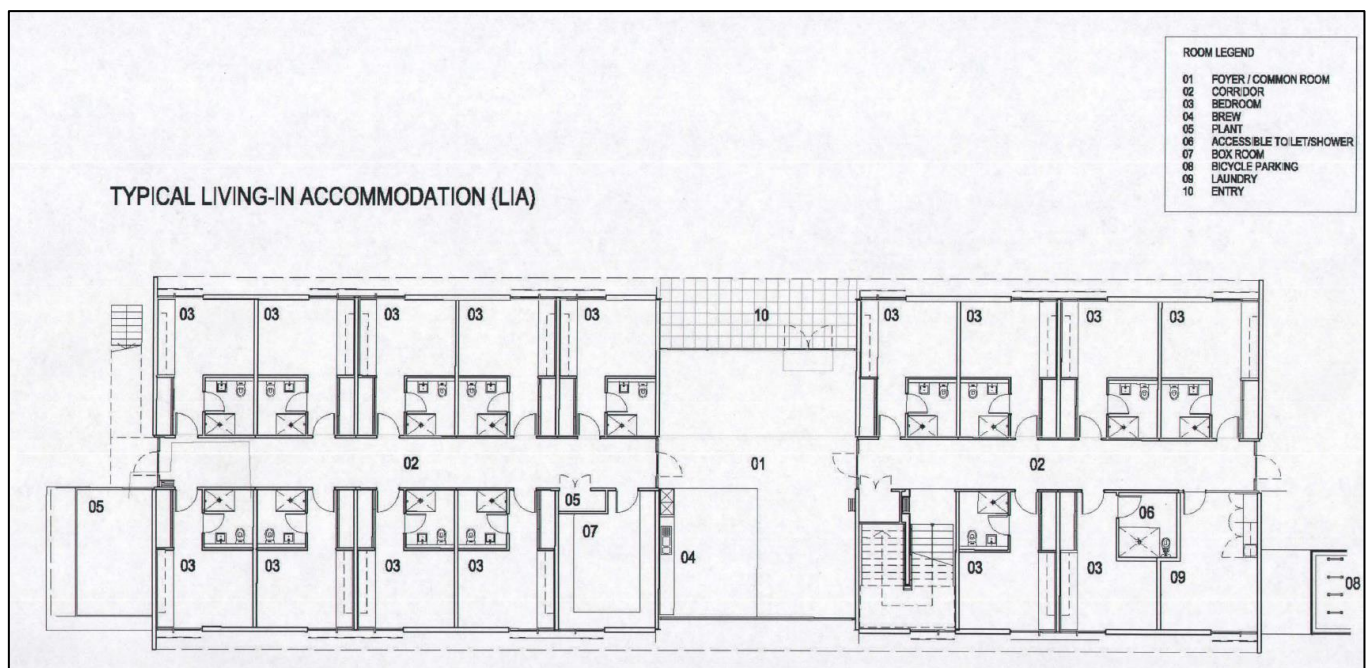 ROOM LEGEND
01 FOYER / COMMON ROOM
02 CORRIDOR
03 BEDROOM
04 BREW
05 PLANT
06 ACCESSIBLE TOILET/SHOWER
07 BOX ROOM
08 BICYCLE PARKING
09 LAUNDRY
10 ENTRY
TYPICAL LIVING-IN ACCOMMODATION (LIA)
03 03 03 03 03 10 03 03 03 03
02 01 02
05 05 06
07 04 03 03 09 08
03 03 03 03